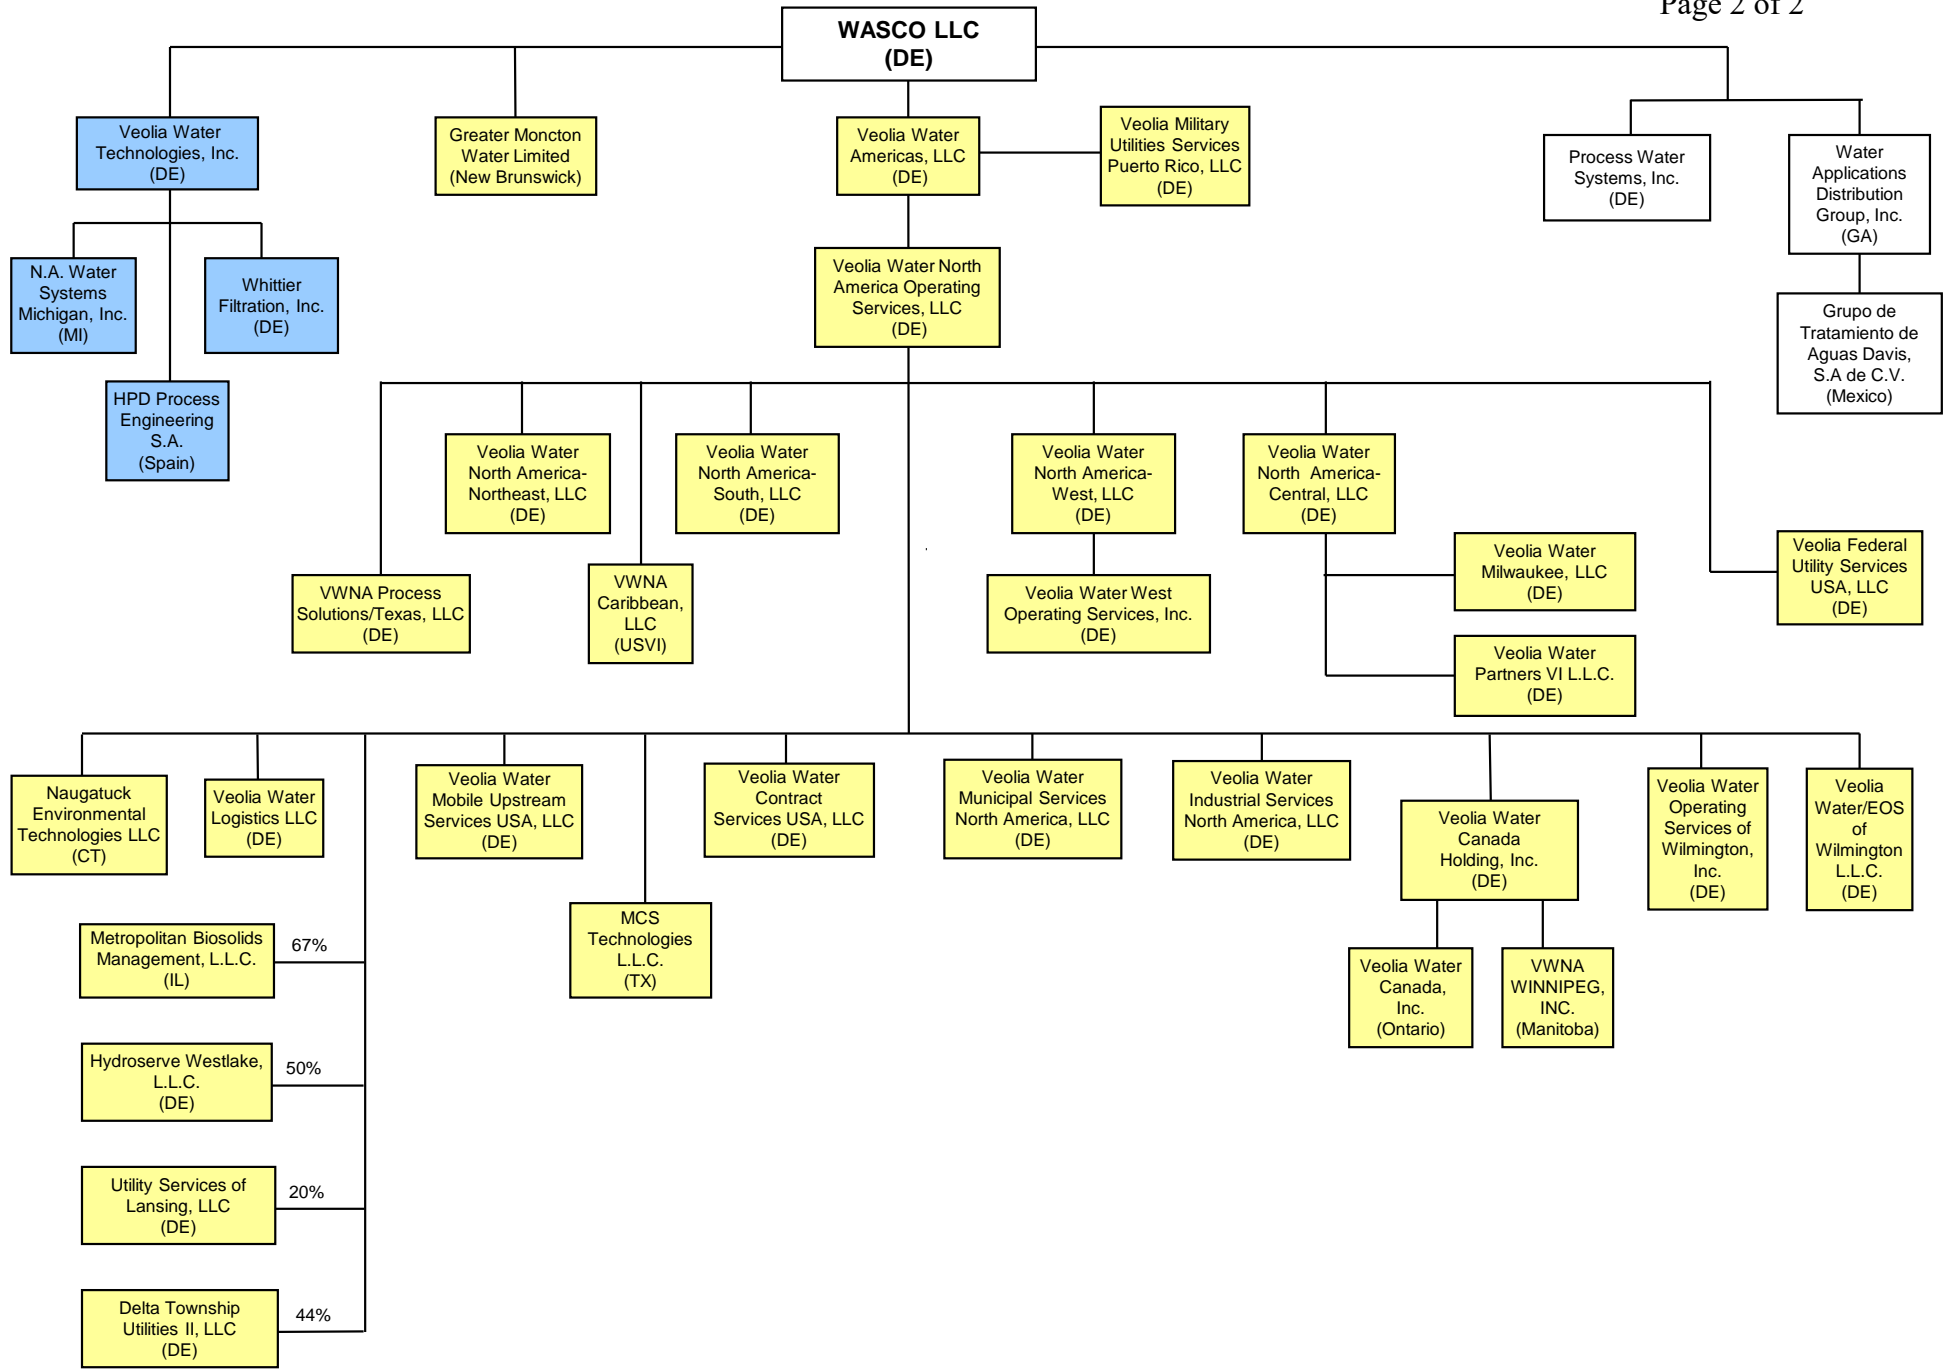 Page 2 of 2
WASCO LLC
(DE)
Veolia Water
Technologies, Inc.
(DE)
Greater Moncton
Water Limited
(New Brunswick)
Veolia Water
Americas, LLC
(DE)
Veolia Military
Utilities Services
Puerto Rico, LLC
(DE)
Process Water
Systems, Inc.
(DE)
Water
Applications
Distribution
Group, Inc.
(GA)
N.A. Water
Systems
Michigan, Inc.
(MI)
Whittier
Filtration, Inc.
(DE)
Veolia Water North
America Operating
Services, LLC
(DE)
Grupo de
Tratamiento de
Aguas Davis,
S.A de C.V.
(Mexico)
HPD Process
Engineering
S.A.
(Spain)
Veolia Water
North America-
Northeast, LLC
(DE)
Veolia Water
North America-
South, LLC
(DE)
Veolia Water
North America-
West, LLC
(DE)
Veolia Water
North America-
Central, LLC
(DE)
Veolia Water
Milwaukee, LLC
(DE)
Veolia Federal
Utility Services
USA, LLC
(DE)
VWNA Process
Solutions/Texas, LLC
(DE)
VWNA
Caribbean,
LLC
(USVI)
Veolia Water West
Operating Services, Inc.
(DE)
Veolia Water
Partners VI L.L.C.
(DE)
Naugatuck
Environmental
Technologies LLC
(CT)
Veolia Water
Logistics LLC
(DE)
Veolia Water
Mobile Upstream
Services USA, LLC
(DE)
Veolia Water
Contract
Services USA, LLC
(DE)
Veolia Water
Municipal Services
North America, LLC
(DE)
Veolia Water
Industrial Services
North America, LLC
(DE)
Veolia Water
Canada
Holding, Inc.
(DE)
Veolia Water
Operating
Services of
Wilmington,
Inc.
(DE)
Veolia
Water/EOS
of
Wilmington
L.L.C.
(DE)
Metropolitan Biosolids
Management, L.L.C.
(IL)
67%
MCS
Technologies
L.L.C.
(TX)
Veolia Water
Canada,
Inc.
(Ontario)
VWNA
WINNIPEG,
INC.
(Manitoba)
Hydroserve Westlake,
L.L.C.
(DE)
50%
Utility Services of
Lansing, LLC
(DE)
20%
Delta Township
Utilities II, LLC
(DE)
44%